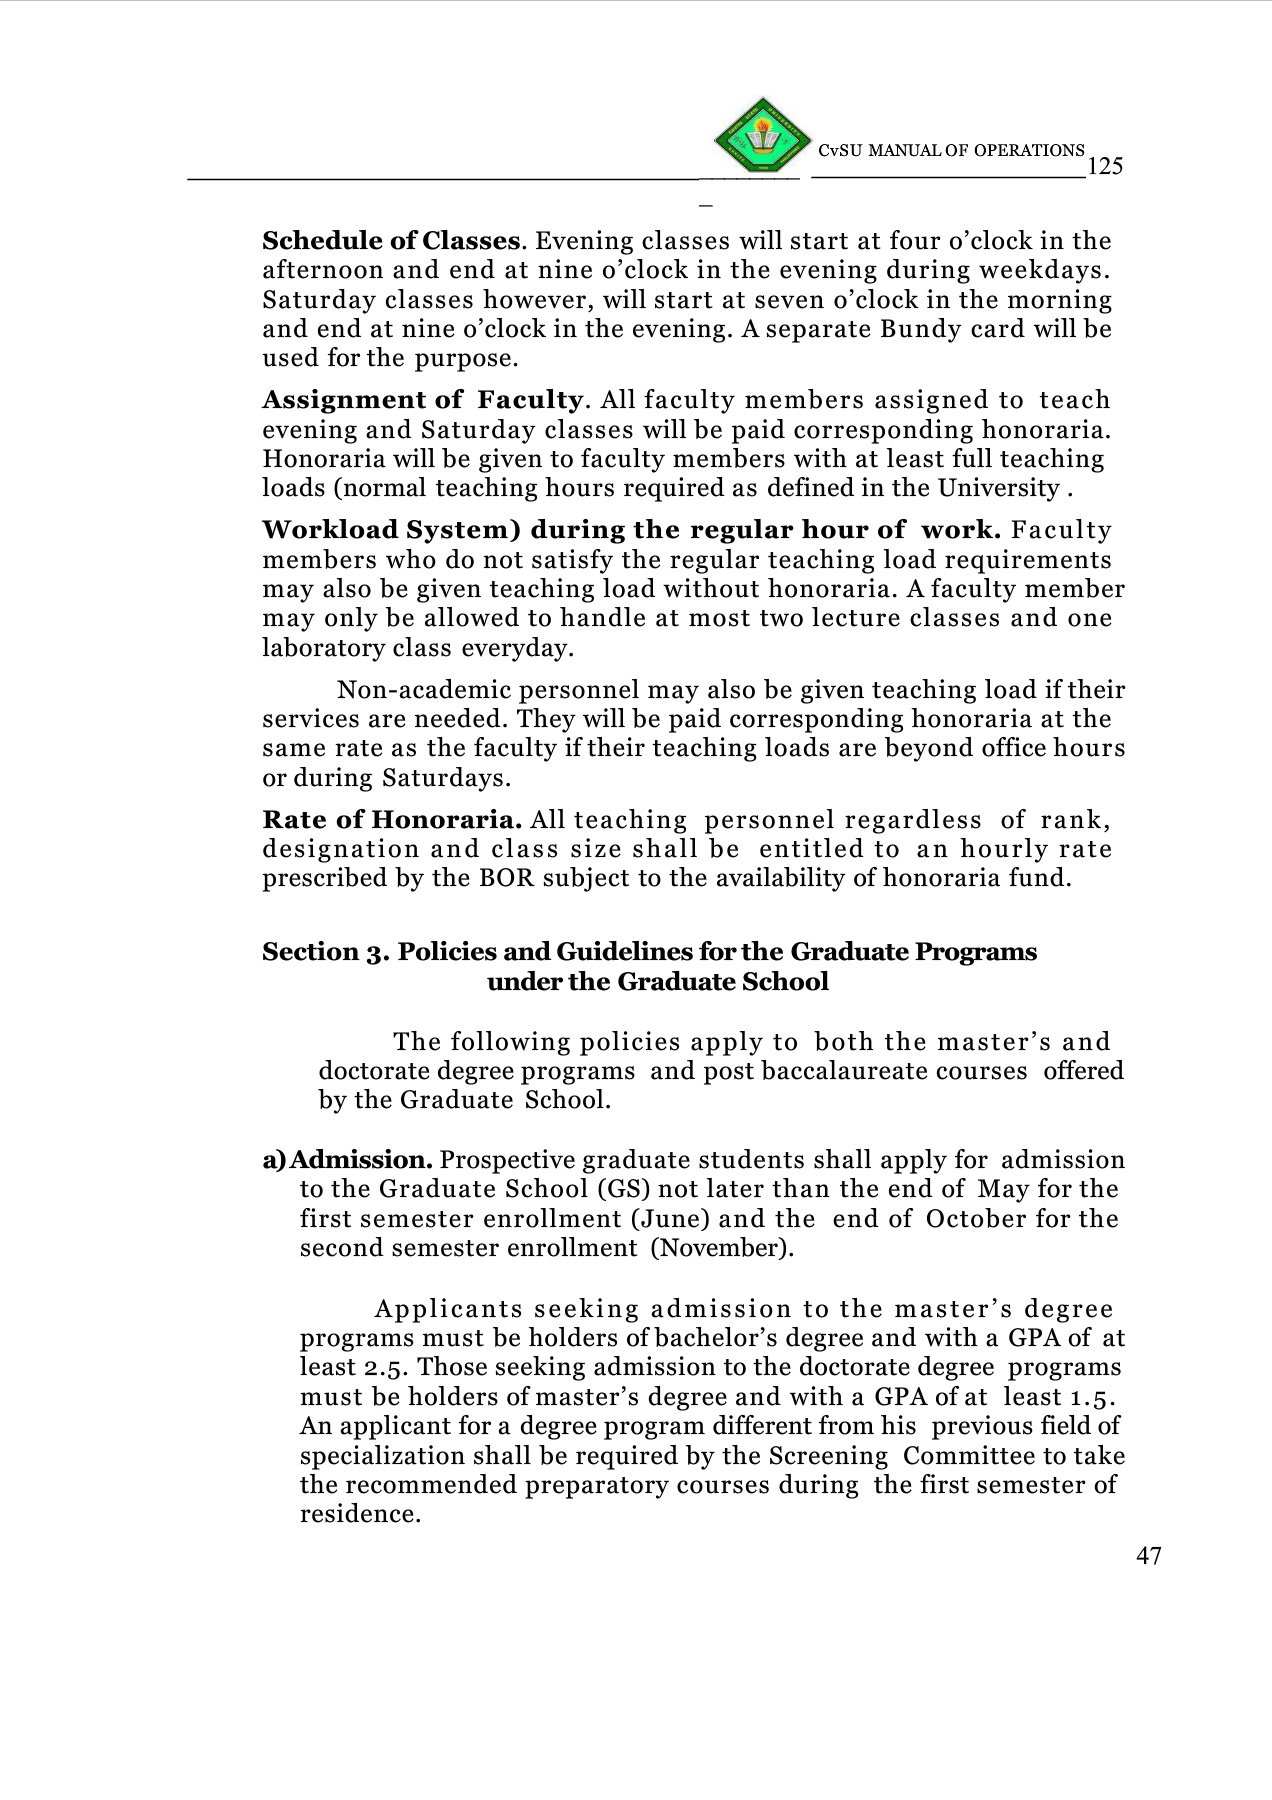 CvSU MANUAL OF OPERATIONS
125
Schedule of Classes. Evening classes will start at four o’clock in the
afternoon and end at nine o’clock in the evening during weekdays.
Saturday classes however, will start at seven o’clock in the morning
and end at nine o’clock in the evening. A separate Bundy card will be
used for the purpose.
Assignment of Faculty. All faculty members assigned to teach
evening and Saturday classes will be paid corresponding honoraria.
Honoraria will be given to faculty members with at least full teaching
loads (normal teaching hours required as defined in the University .
Workload System) during the regular hour of work. Faculty
members who do not satisfy the regular teaching load requirements
may also be given teaching load without honoraria. A faculty member
may only be allowed to handle at most two lecture classes and one
laboratory class everyday.
Non-academic personnel may also be given teaching load if their
services are needed. They will be paid corresponding honoraria at the
same rate as the faculty if their teaching loads are beyond office hours
or during Saturdays.
Rate of Honoraria. All teaching personnel regardless of rank,
designation and class size shall be entitled to an hourly rate
prescribed by the BOR subject to the availability of honoraria fund.
Section 3. Policies and Guidelines for the Graduate Programs
under the Graduate School
The following policies apply to both the master’s and
doctorate degree programs and post baccalaureate courses offered
by the Graduate School.
a) Admission. Prospective graduate students shall apply for admission
to the Graduate School (GS) not later than the end of May for the
first semester enrollment (June) and the end of October for the
second semester enrollment (November).
Applicants seeking admission to the master’s degree
programs must be holders of bachelor’s degree and with a GPA of at
least 2.5. Those seeking admission to the doctorate degree programs
must be holders of master’s degree and with a GPA of at least 1.5.
An applicant for a degree program different from his previous field of
specialization shall be required by the Screening Committee to take
the recommended preparatory courses during the first semester of
residence.
47